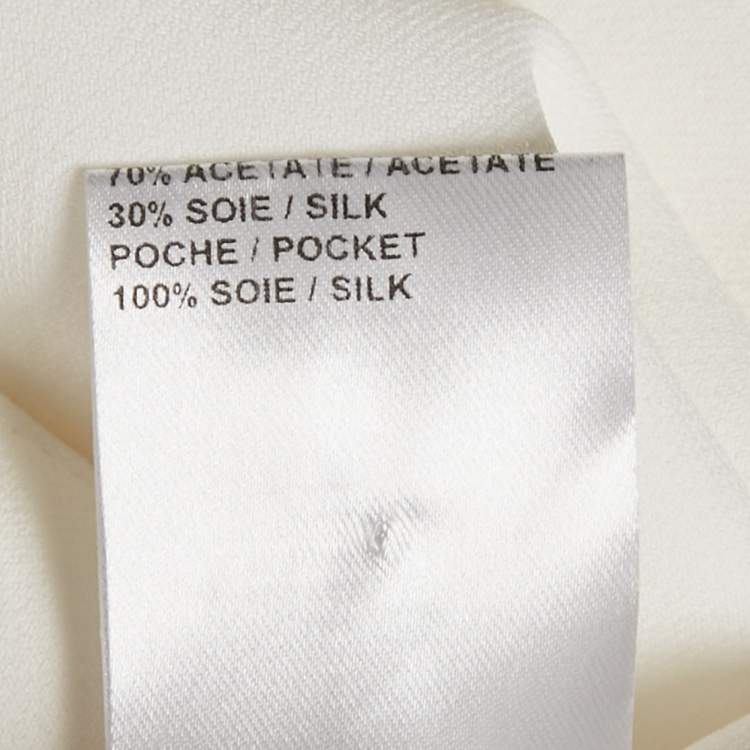 70% ACETATE / ACETATE
30% SOIE / SILK
POCHE / POCKET
100% SOIE / SILK